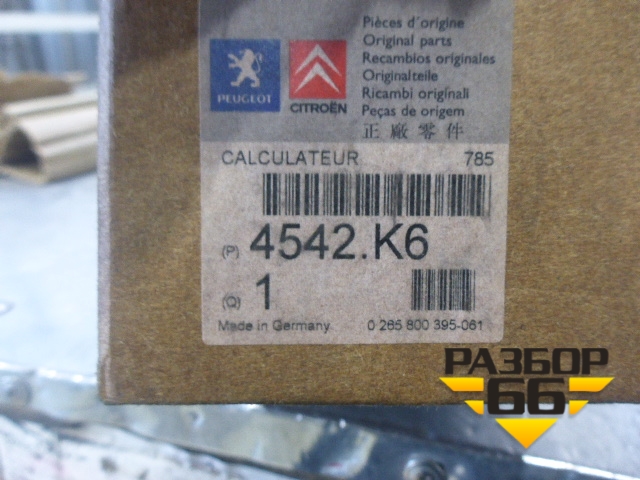 Pièces d'origine
Original parts
Recambios originales
Originalteile
Ricambi originali
Peças de origem
正廠零件
PEUGEOT
CITROËN
CALCULATEUR 785
(P) 4542.K6
(Q) 1
Made in Germany 0 265 800 395-061
РАЗБОР
66